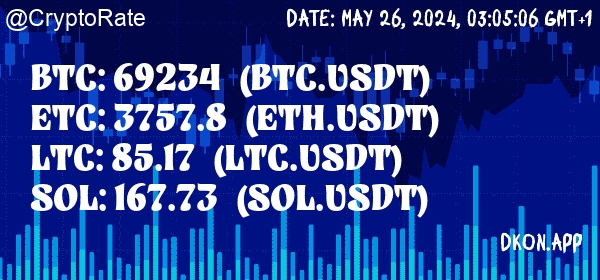 @CryptoRate
DATE: MAY 26, 2024, 03:05:06 GMT+1
BTC: 69234 (BTC.USDT)
ETC: 3757.8 (ETH.USDT)
LTC: 85.17 (LTC.USDT)
SOL: 167.73 (SOL.USDT)
DKON.APP